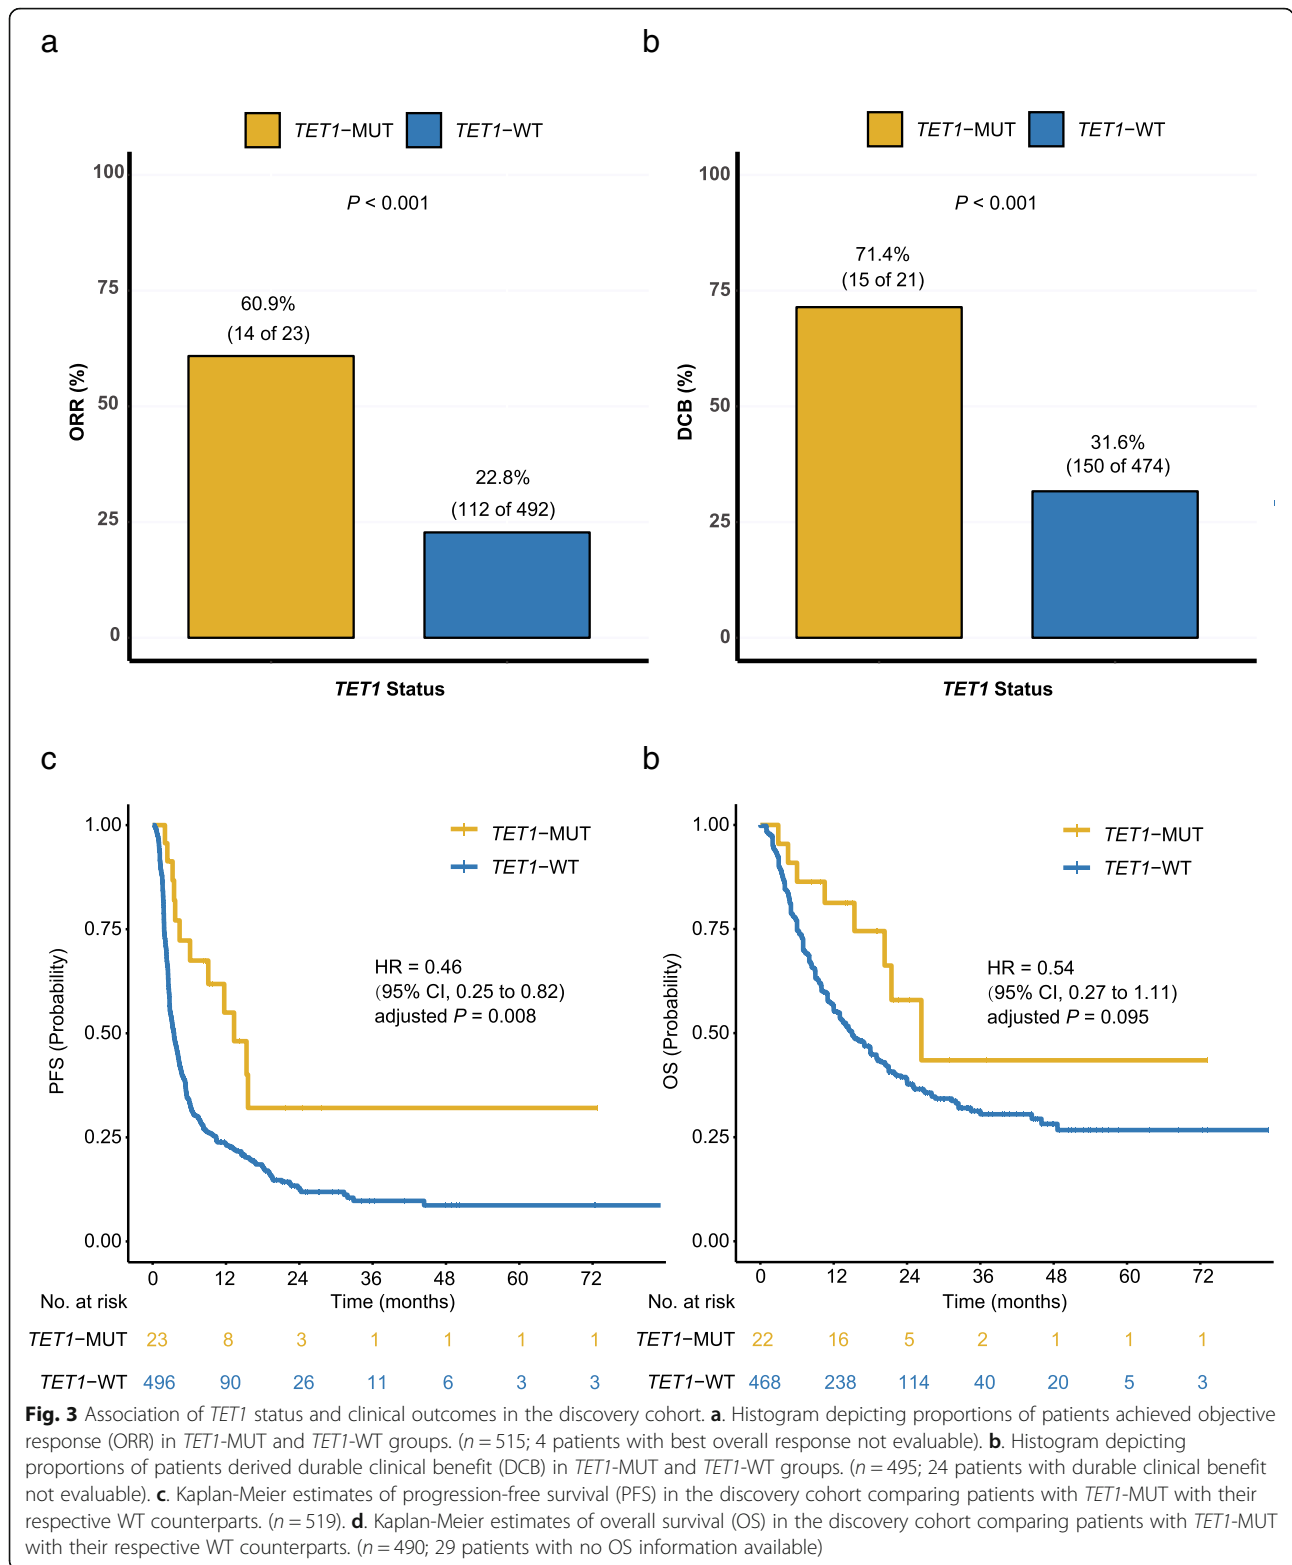 a
TET1−MUT TET1−WT
100
75
50
25
0
ORR (%)
P < 0.001
60.9%
(14 of 23)
22.8%
(112 of 492)
TET1 Status
b
TET1−MUT TET1−WT
100
75
50
25
0
DCB (%)
P < 0.001
71.4%
(15 of 21)
31.6%
(150 of 474)
TET1 Status
c
1.00
0.75
0.50
0.25
0.00
PFS (Probability)
TET1−MUT
TET1−WT
HR = 0.46
(95% CI, 0.25 to 0.82)
adjusted P = 0.008
0 12 24 36 48 60 72
No. at risk Time (months)
TET1−MUT 23 8 3 1 1 1 1
TET1−WT 496 90 26 11 6 3 3
b
1.00
0.75
0.50
0.25
0.00
OS (Probability)
TET1−MUT
TET1−WT
HR = 0.54
(95% CI, 0.27 to 1.11)
adjusted P = 0.095
0 12 24 36 48 60 72
No. at risk Time (months)
TET1−MUT 22 16 5 2 1 1 1
TET1−WT 468 238 114 40 20 5 3
Fig. 3 Association of TET1 status and clinical outcomes in the discovery cohort. a. Histogram depicting proportions of patients achieved objective
response (ORR) in TET1-MUT and TET1-WT groups. (n = 515; 4 patients with best overall response not evaluable). b. Histogram depicting
proportions of patients derived durable clinical benefit (DCB) in TET1-MUT and TET1-WT groups. (n = 495; 24 patients with durable clinical benefit
not evaluable). c. Kaplan-Meier estimates of progression-free survival (PFS) in the discovery cohort comparing patients with TET1-MUT with their
respective WT counterparts. (n = 519). d. Kaplan-Meier estimates of overall survival (OS) in the discovery cohort comparing patients with TET1-MUT
with their respective WT counterparts. (n = 490; 29 patients with no OS information available)